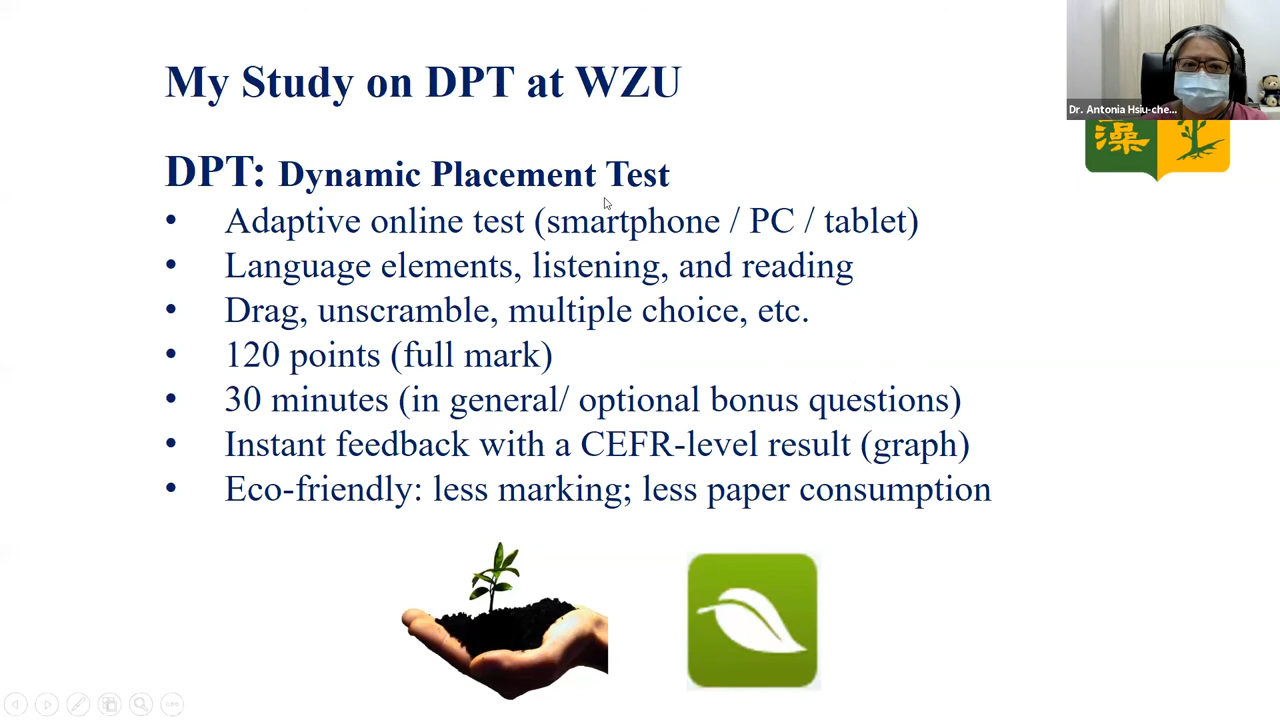 My Study on DPT at WZU
Dr. Antonia Hsiu-che...
藻
DPT: Dynamic Placement Test
• Adaptive online test (smartphone / PC / tablet)
• Language elements, listening, and reading
• Drag, unscramble, multiple choice, etc.
• 120 points (full mark)
• 30 minutes (in general/ optional bonus questions)
• Instant feedback with a CEFR-level result (graph)
• Eco-friendly: less marking; less paper consumption